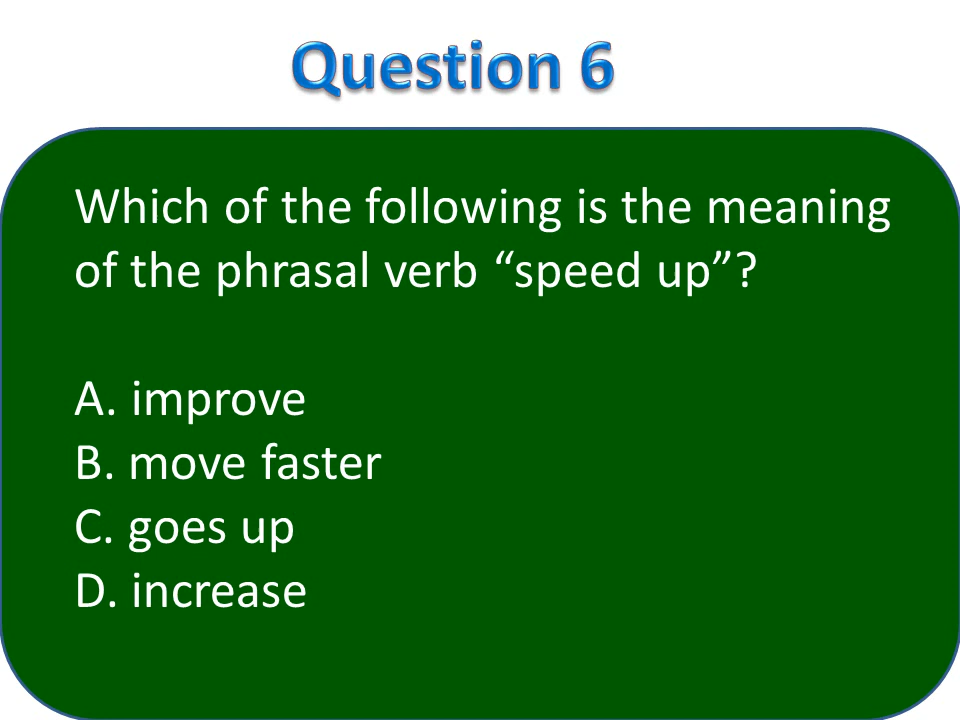 Question 6
Which of the following is the meaning
of the phrasal verb “speed up”?
A. improve
B. move faster
C. goes up
D. increase